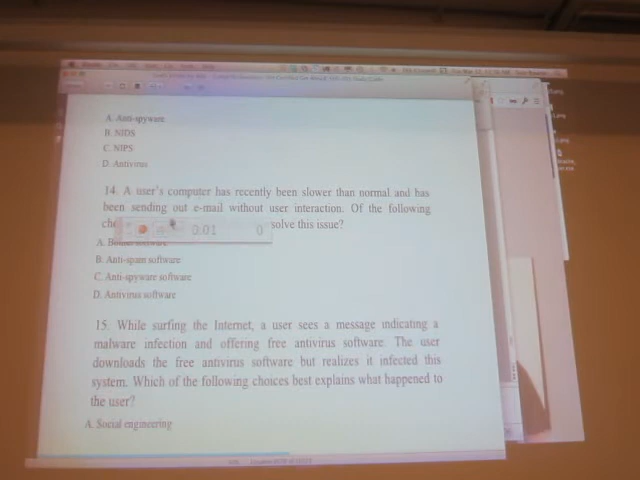 A. Anti-spyware
B. NIDS
C. NIPS
D. Antivirus
14. A user's computer has recently been slower than normal and has
been sending out e-mail without user interaction. Of the following
solve this issue?
0:01 0
software
B. Anti-spam software
C. Anti-spyware software
D. Antivirus software
15. While surfing the Internet, a user sees a message indicating a
malware infection and offering free antivirus software. The user
downloads the free antivirus software but realizes it infected this
system. Which of the following choices best explains what happened to
the user?
A. Social engineering